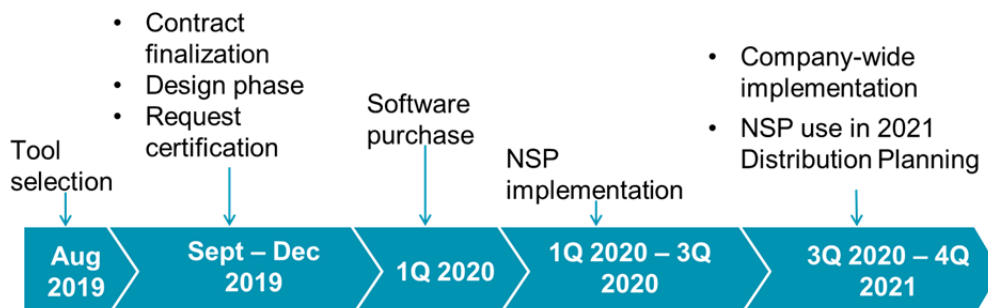 Tool
selection
• Contract
finalization
• Design phase
• Request
certification
Software
purchase
NSP
implementation
• Company-wide
implementation
• NSP use in 2021
Distribution Planning
Aug
2019
Sept – Dec
2019
1Q 2020
1Q 2020 – 3Q
2020
3Q 2020 – 4Q
2021